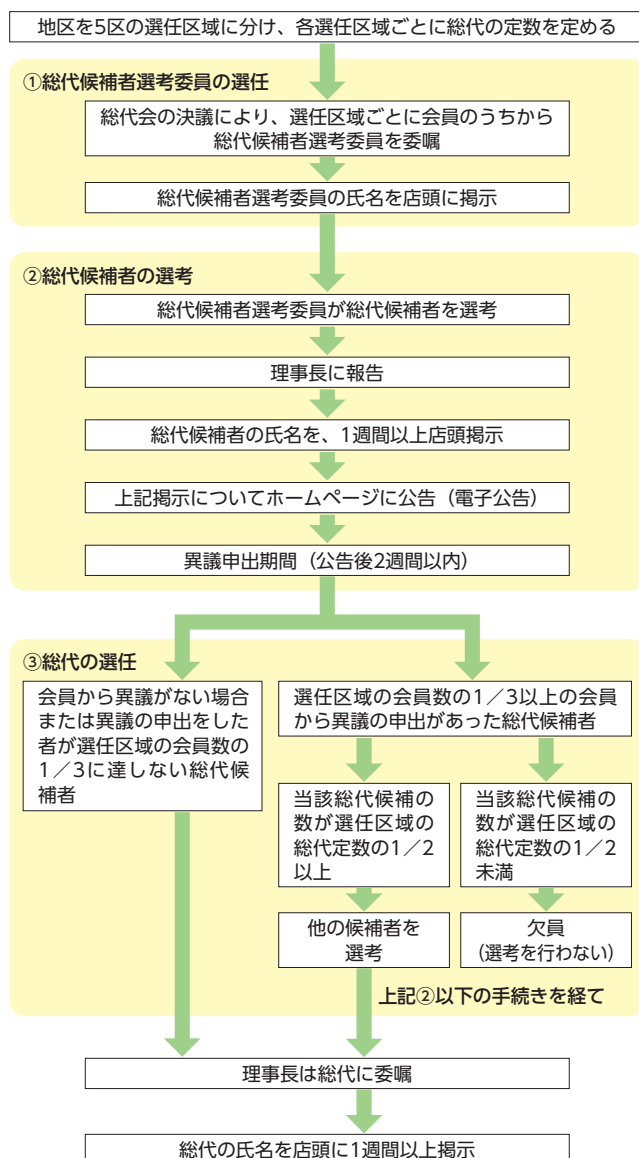 地区を5区の選任区域に分け、各選任区域ごとに総代の定数を定める
①総代候補者選考委員の選任
総代会の決議により、選任区域ごとに会員のうちから
総代候補者選考委員を委嘱
総代候補者選考委員の氏名を店頭に掲示
②総代候補者の選考
総代候補者選考委員が総代候補者を選考
理事長に報告
総代候補者の氏名を、1週間以上店頭掲示
上記掲示についてホームページに公告（電子公告）
異議申出期間（公告後2週間以内）
③総代の選任
会員から異議がない場合
または異議の申出をした
者が選任区域の会員数の
1／3に達しない総代候
補者
選任区域の会員数の1／3以上の会員
から異議の申出があった総代候補者
当該総代候補の
数が選任区域の
総代定数の1／2
以上
当該総代候補の
数が選任区域の
総代定数の1／2
未満
他の候補者を
選考
欠員
（選考を行わない）
上記②以下の手続きを経て
理事長は総代に委嘱
総代の氏名を店頭に1週間以上掲示